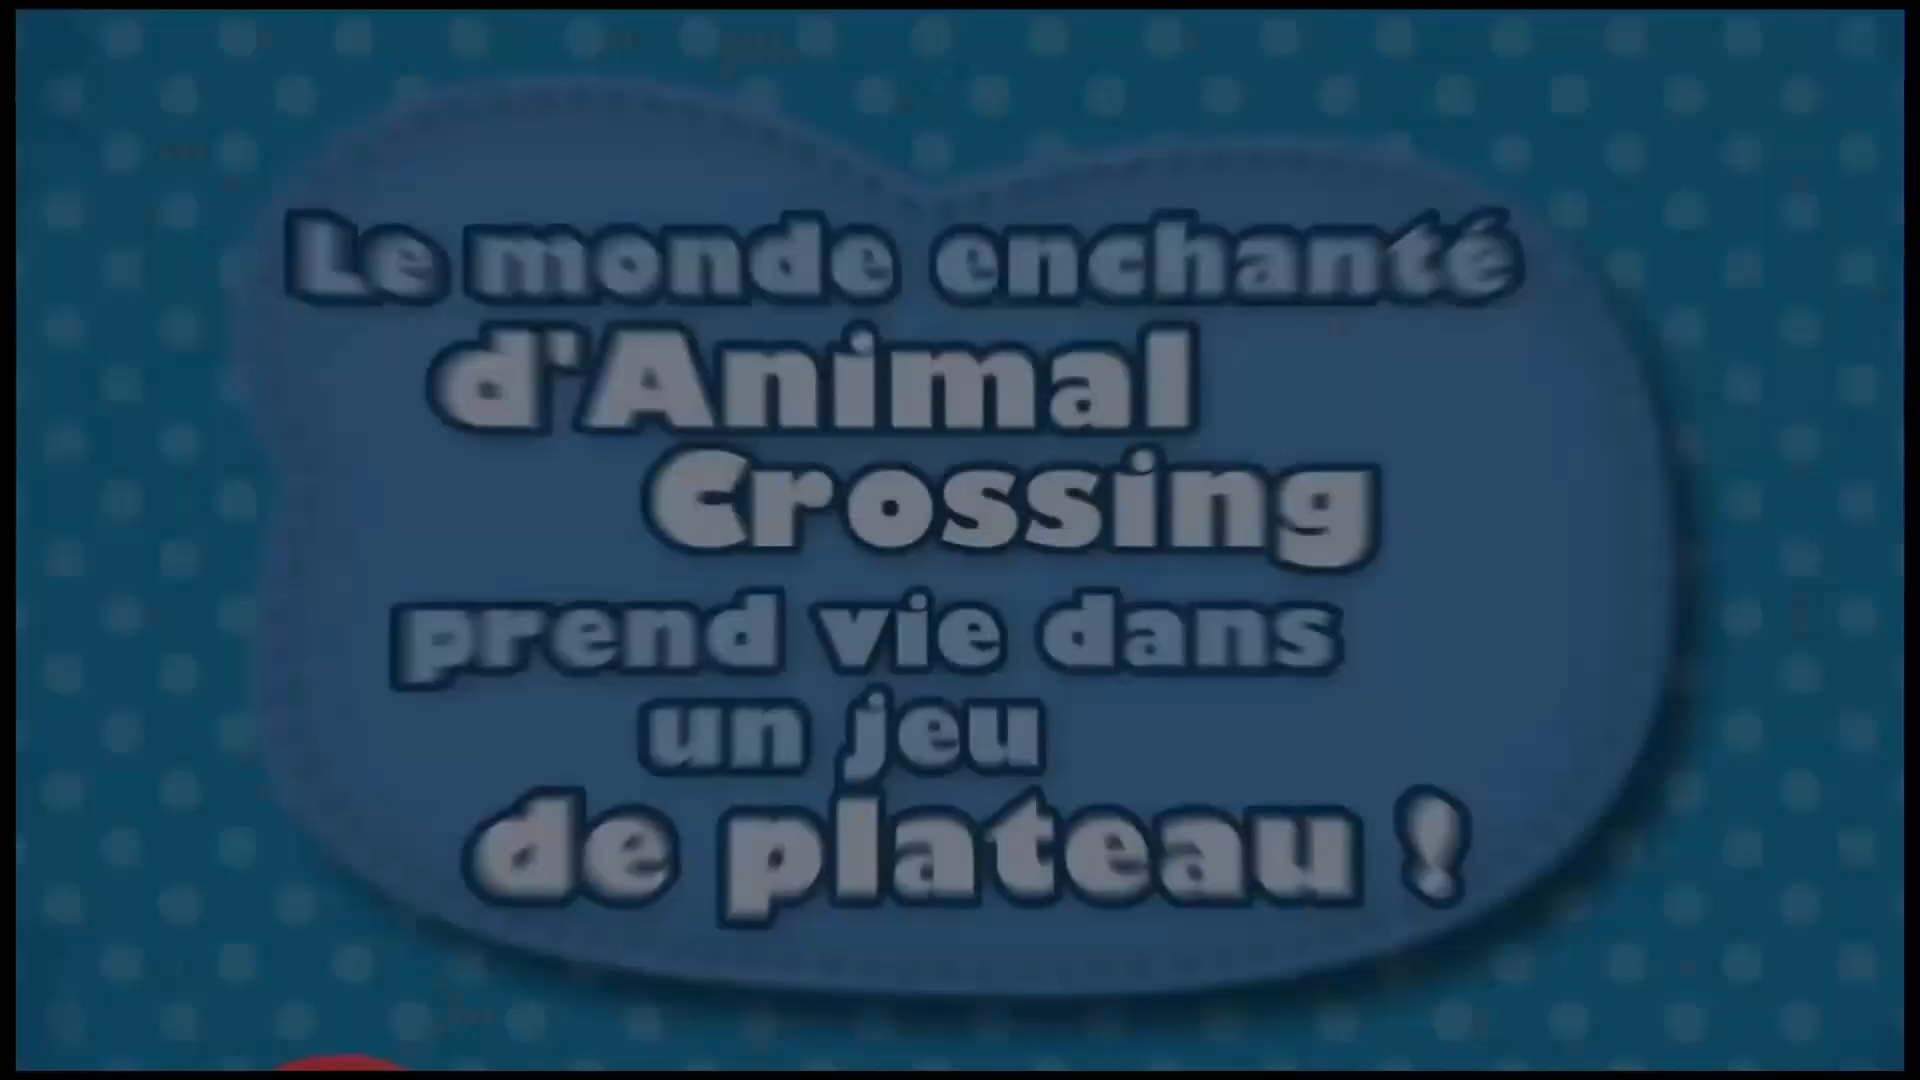 Le monde enchanté
d'Animal
Crossing
prend vie dans
un jeu
de plateau !